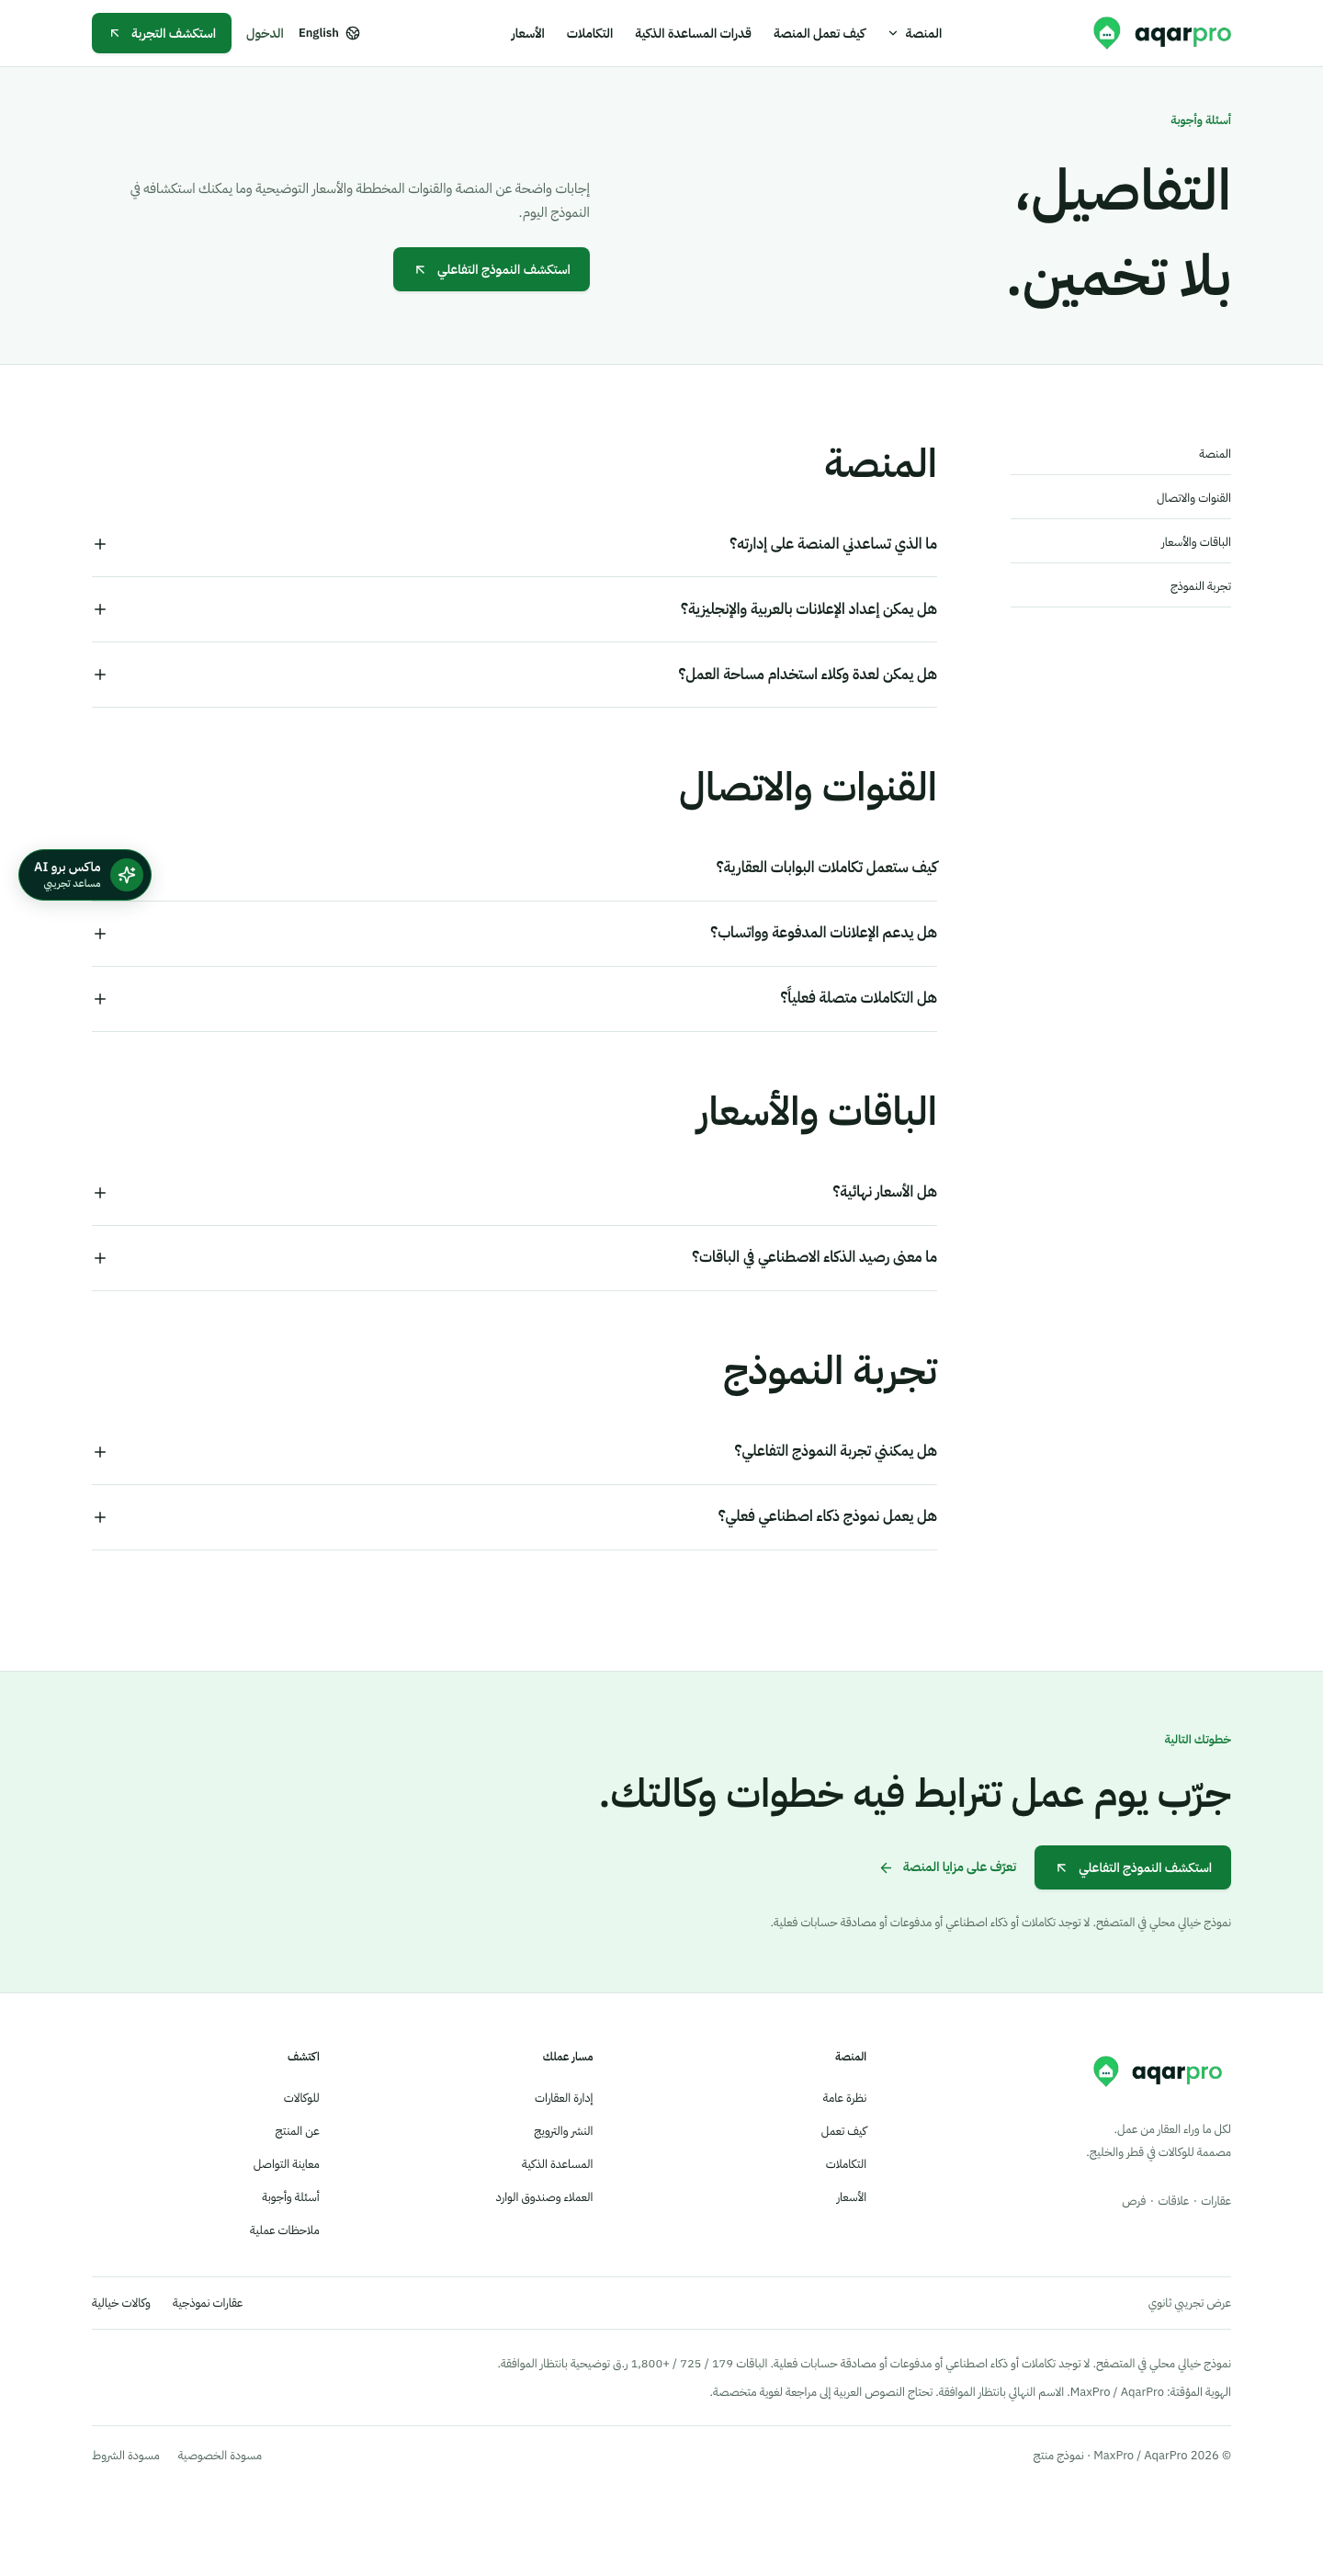 aqarpro
المنصة
كيف تعمل المنصة
قدرات المساعدة الذكية
التكاملات
الأسعار
English
الدخول
استكشف التجربة
أسئلة وأجوبة
التفاصيل،
بلا تخمين.
إجابات واضحة عن المنصة والقنوات المخططة والأسعار التوضيحية وما يمكنك استكشافه في
النموذج اليوم.
استكشف النموذج التفاعلي
المنصة
القنوات والاتصال
الباقات والأسعار
تجربة النموذج
المنصة
ما الذي تساعدني المنصة على إدارته؟
هل يمكن إعداد الإعلانات بالعربية والإنجليزية؟
هل يمكن لعدة وكلاء استخدام مساحة العمل؟
القنوات والاتصال
كيف ستعمل تكاملات البوابات العقارية؟
هل يدعم الإعلانات المدفوعة وواتساب؟
هل التكاملات متصلة فعلياً؟
ماكس برو AI
مساعد تجريبي
الباقات والأسعار
هل الأسعار نهائية؟
ما معنى رصيد الذكاء الاصطناعي في الباقات؟
تجربة النموذج
هل يمكنني تجربة النموذج التفاعلي؟
هل يعمل نموذج ذكاء اصطناعي فعلي؟
خطوتك التالية
جرّب يوم عمل تترابط فيه خطوات وكالتك.
استكشف النموذج التفاعلي
تعرّف على مزايا المنصة
نموذج خيالي محلي في المتصفح. لا توجد تكاملات أو ذكاء اصطناعي أو مدفوعات أو مصادقة حسابات فعلية.
aqarpro
لكل ما وراء العقار من عمل.
مصممة للوكالات في قطر والخليج.
عقارات · علاقات · فرص
المنصة
نظرة عامة
كيف تعمل
التكاملات
الأسعار
مسار عملك
إدارة العقارات
النشر والترويج
المساعدة الذكية
العملاء وصندوق الوارد
اكتشف
للوكالات
عن المنتج
معاينة التواصل
أسئلة وأجوبة
ملاحظات عملية
عرض تجريبي ثانوي
عقارات نموذجية
وكالات خيالية
نموذج خيالي محلي في المتصفح. لا توجد تكاملات أو ذكاء اصطناعي أو مدفوعات أو مصادقة حسابات فعلية. الباقات 179 / 725 / +1,800 ر.ق توضيحية بانتظار الموافقة.
الهوية المؤقتة: MaxPro / AqarPro. الاسم النهائي بانتظار الموافقة. تحتاج النصوص العربية إلى مراجعة لغوية متخصصة.
© 2026 MaxPro / AqarPro · نموذج منتج
مسودة الخصوصية
مسودة الشروط